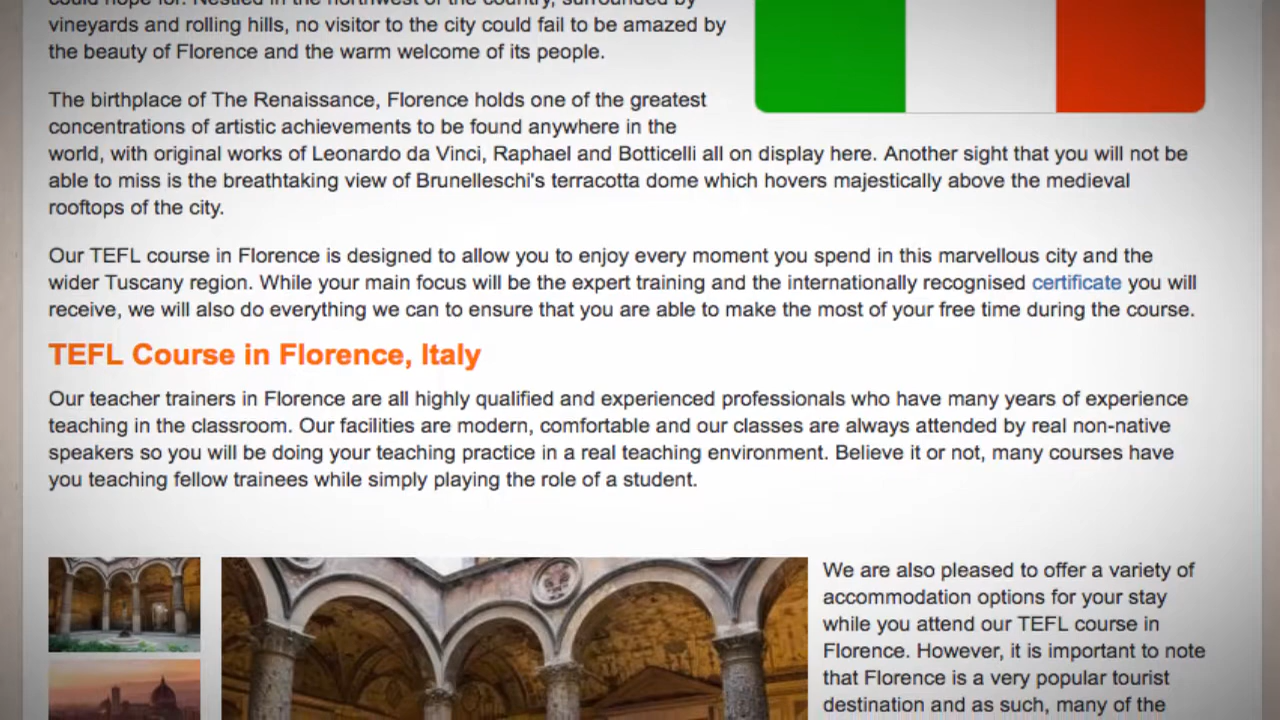 could hope for. Nestled in the northwest of the country, surrounded by
vineyards and rolling hills, no visitor to the city could fail to be amazed by
the beauty of Florence and the warm welcome of its people.
The birthplace of The Renaissance, Florence holds one of the greatest
concentrations of artistic achievements to be found anywhere in the
world, with original works of Leonardo da Vinci, Raphael and Botticelli all on display here. Another sight that you will not be
able to miss is the breathtaking view of Brunelleschi's terracotta dome which hovers majestically above the medieval
rooftops of the city.
Our TEFL course in Florence is designed to allow you to enjoy every moment you spend in this marvellous city and the
wider Tuscany region. While your main focus will be the expert training and the internationally recognised certificate you will
receive, we will also do everything we can to ensure that you are able to make the most of your free time during the course.
TEFL Course in Florence, Italy
Our teacher trainers in Florence are all highly qualified and experienced professionals who have many years of experience
teaching in the classroom. Our facilities are modern, comfortable and our classes are always attended by real non-native
speakers so you will be doing your teaching practice in a real teaching environment. Believe it or not, many courses have
you teaching fellow trainees while simply playing the role of a student.
We are also pleased to offer a variety of
accommodation options for your stay
while you attend our TEFL course in
Florence. However, it is important to note
that Florence is a very popular tourist
destination and as such, many of the